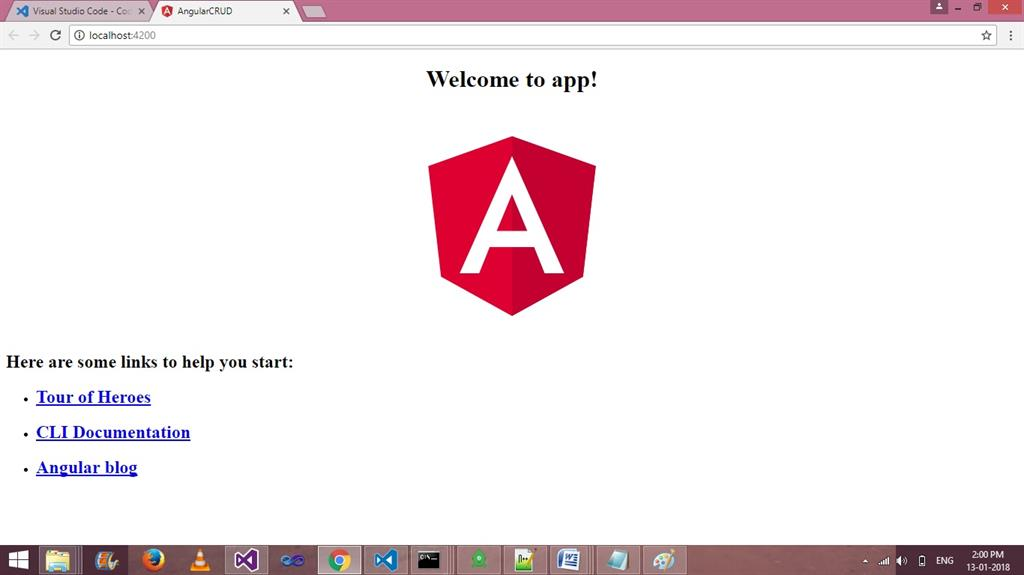 Visual Studio Code - Cod
AngularCRUD
localhost:4200
Welcome to app!
A
Here are some links to help you start:
Tour of Heroes
CLI Documentation
Angular blog
ENG
2:00 PM
13-01-2018